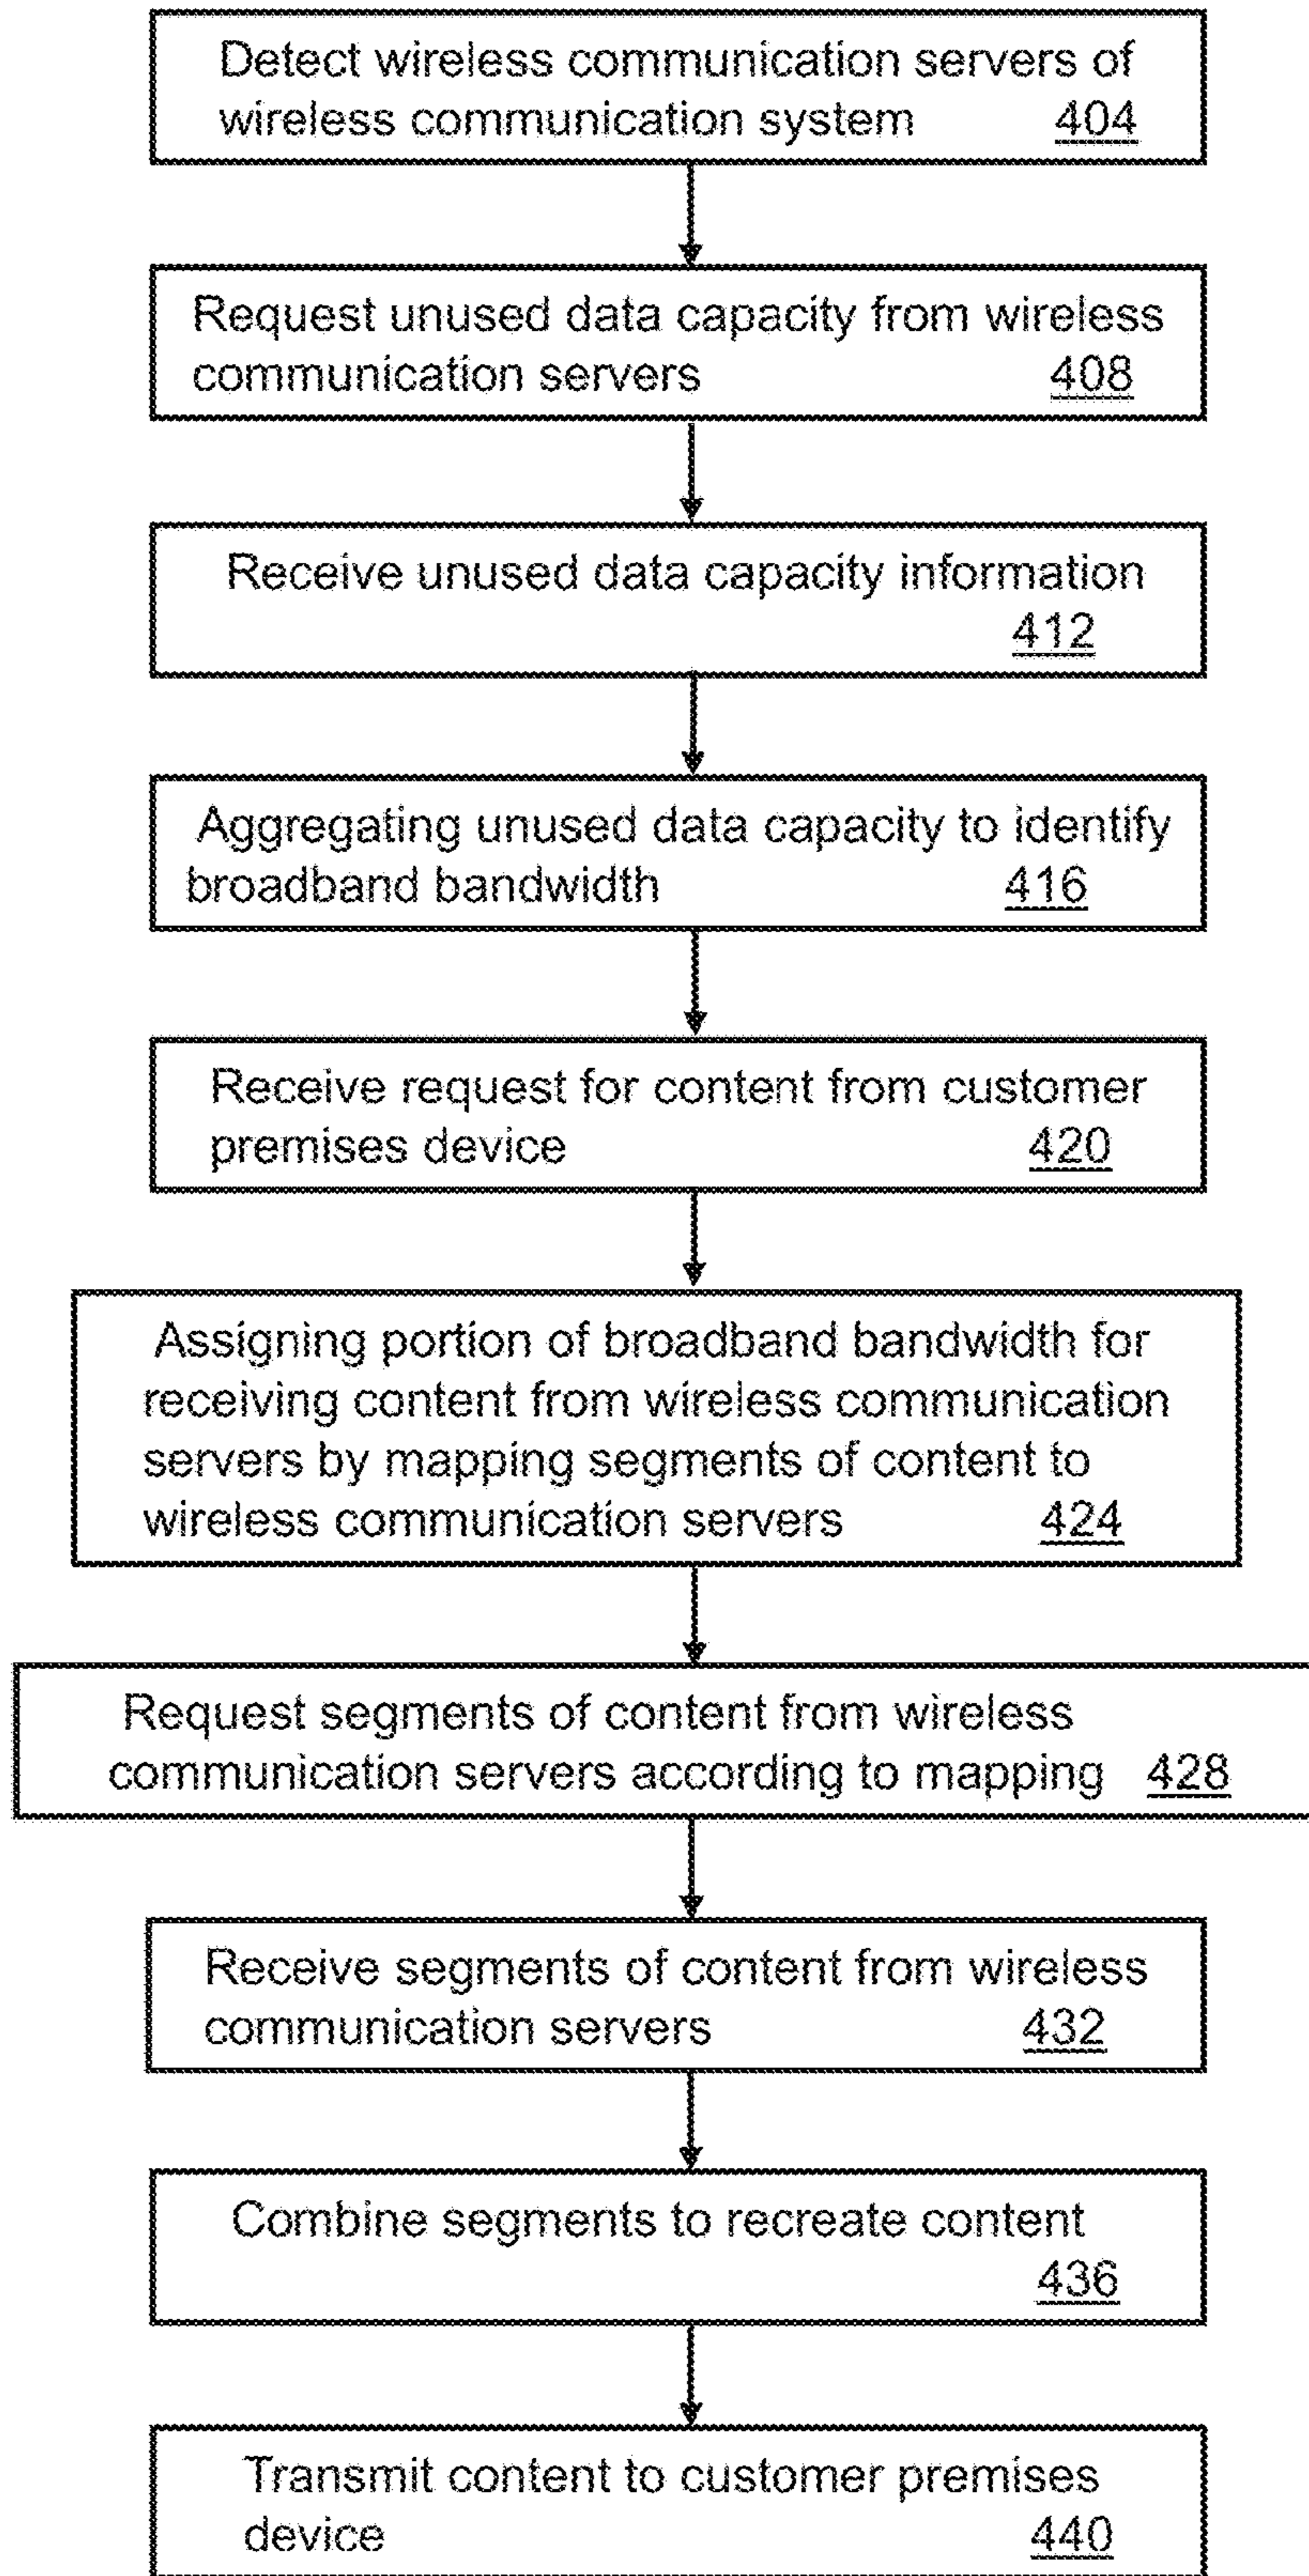 Detect wireless communication servers of
wireless communication system 404
Request unused data capacity from wireless
communication servers 408
Receive unused data capacity information
412
Aggregating unused data capacity to identify
broadband bandwidth 416
Receive request for content from customer
premises device 420
Assigning portion of broadband bandwidth for
receiving content from wireless communication
servers by mapping segments of content to
wireless communication servers 424
Request segments of content from wireless
communication servers according to mapping 428
Receive segments of content from wireless
communication servers 432
Combine segments to recreate content
436
Transmit content to customer premises
device 440